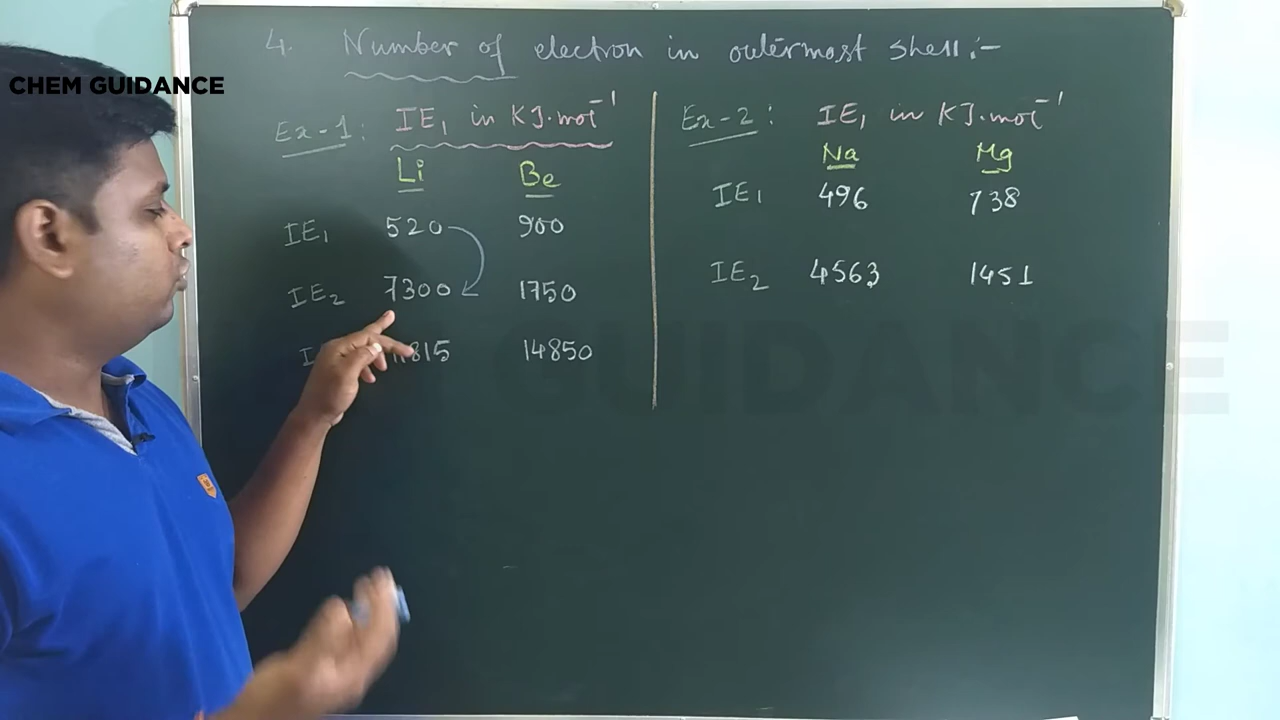 4. Number of electron in outermost shell:-
CHEM GUIDANCE
Ex-1: IE₁ in KJ.mol⁻¹
Li Be
IE₁ 520 900
IE₂ 7300 1750
815 14850
Ex-2: IE₁ in KJ.mol⁻¹
Na Mg
IE₁ 496 738
IE₂ 4563 1451
GUIDANCE